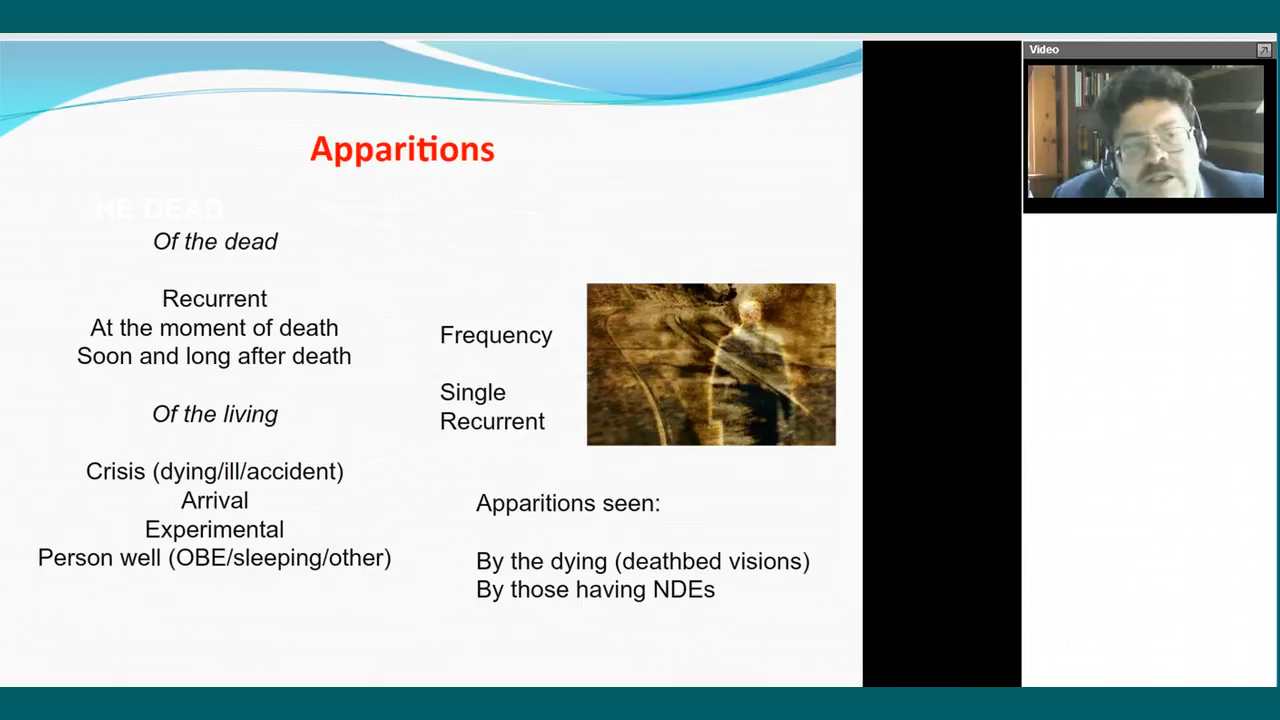 Video
Apparitions
HE DEAD
Of the dead
Recurrent
At the moment of death
Soon and long after death
Of the living
Crisis (dying/ill/accident)
Arrival
Experimental
Person well (OBE/sleeping/other)
Frequency
Single
Recurrent
Apparitions seen:
By the dying (deathbed visions)
By those having NDEs